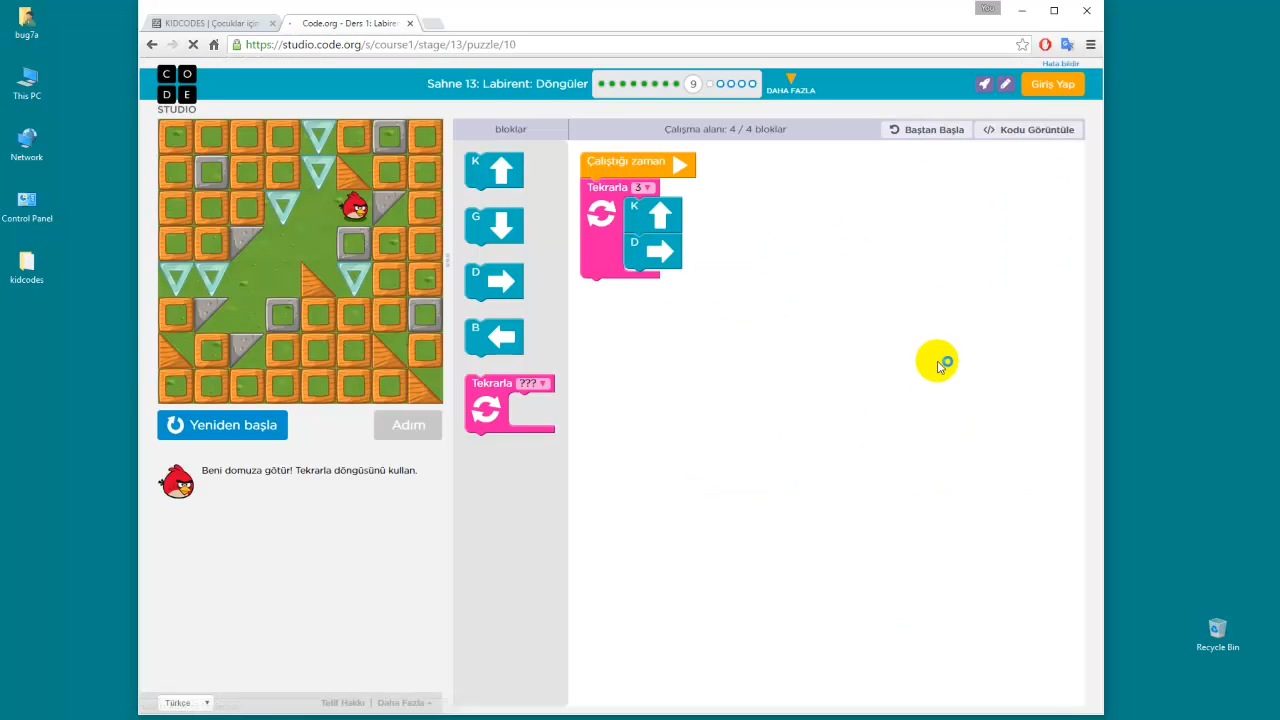 bug7a
This PC
Network
Control Panel
kidcodes
Recycle Bin
KIDCODES | Çocuklar için
Code.org - Ders 1: Labiren
You
https://studio.code.org/s/course1/stage/13/puzzle/10
Hata bildir
C O
D E
STUDIO
Sahne 13: Labirent: Döngüler
9
DAHA FAZLA
Giriş Yap
bloklar
Çalışma alanı: 4 / 4 bloklar
Baştan Başla
</> Kodu Görüntüle
K
G
D
B
Tekrarla ???
Çalıştığı zaman
Tekrarla 3
K
D
Yeniden başla
Adım
Beni domuza götür! Tekrarla döngüsünü kullan.
Türkçe
Telif Hakkı | Daha Fazla